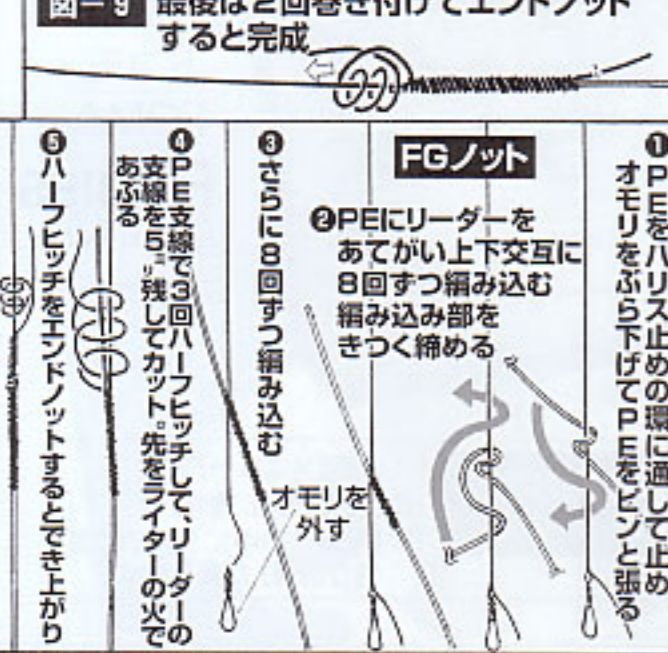 図－9
最後は2回巻き付けてエンドノット
すると完成
FGノット
❶PEをハリス止めの環に通して止め
オモリをぶら下げてPEをピンと張る
❷PEにリーダーを
あてがい上下交互に
8回ずつ編み込む
編み込み部を
きつく締める
❸さらに8回ずつ編み込む
オモリを
外す
❹PE支線で3回ハーフヒッチして、リーダーの
支線を5㍉残してカット。先をライターの火で
あぶる
❺ハーフヒッチをエンドノットするとでき上がり